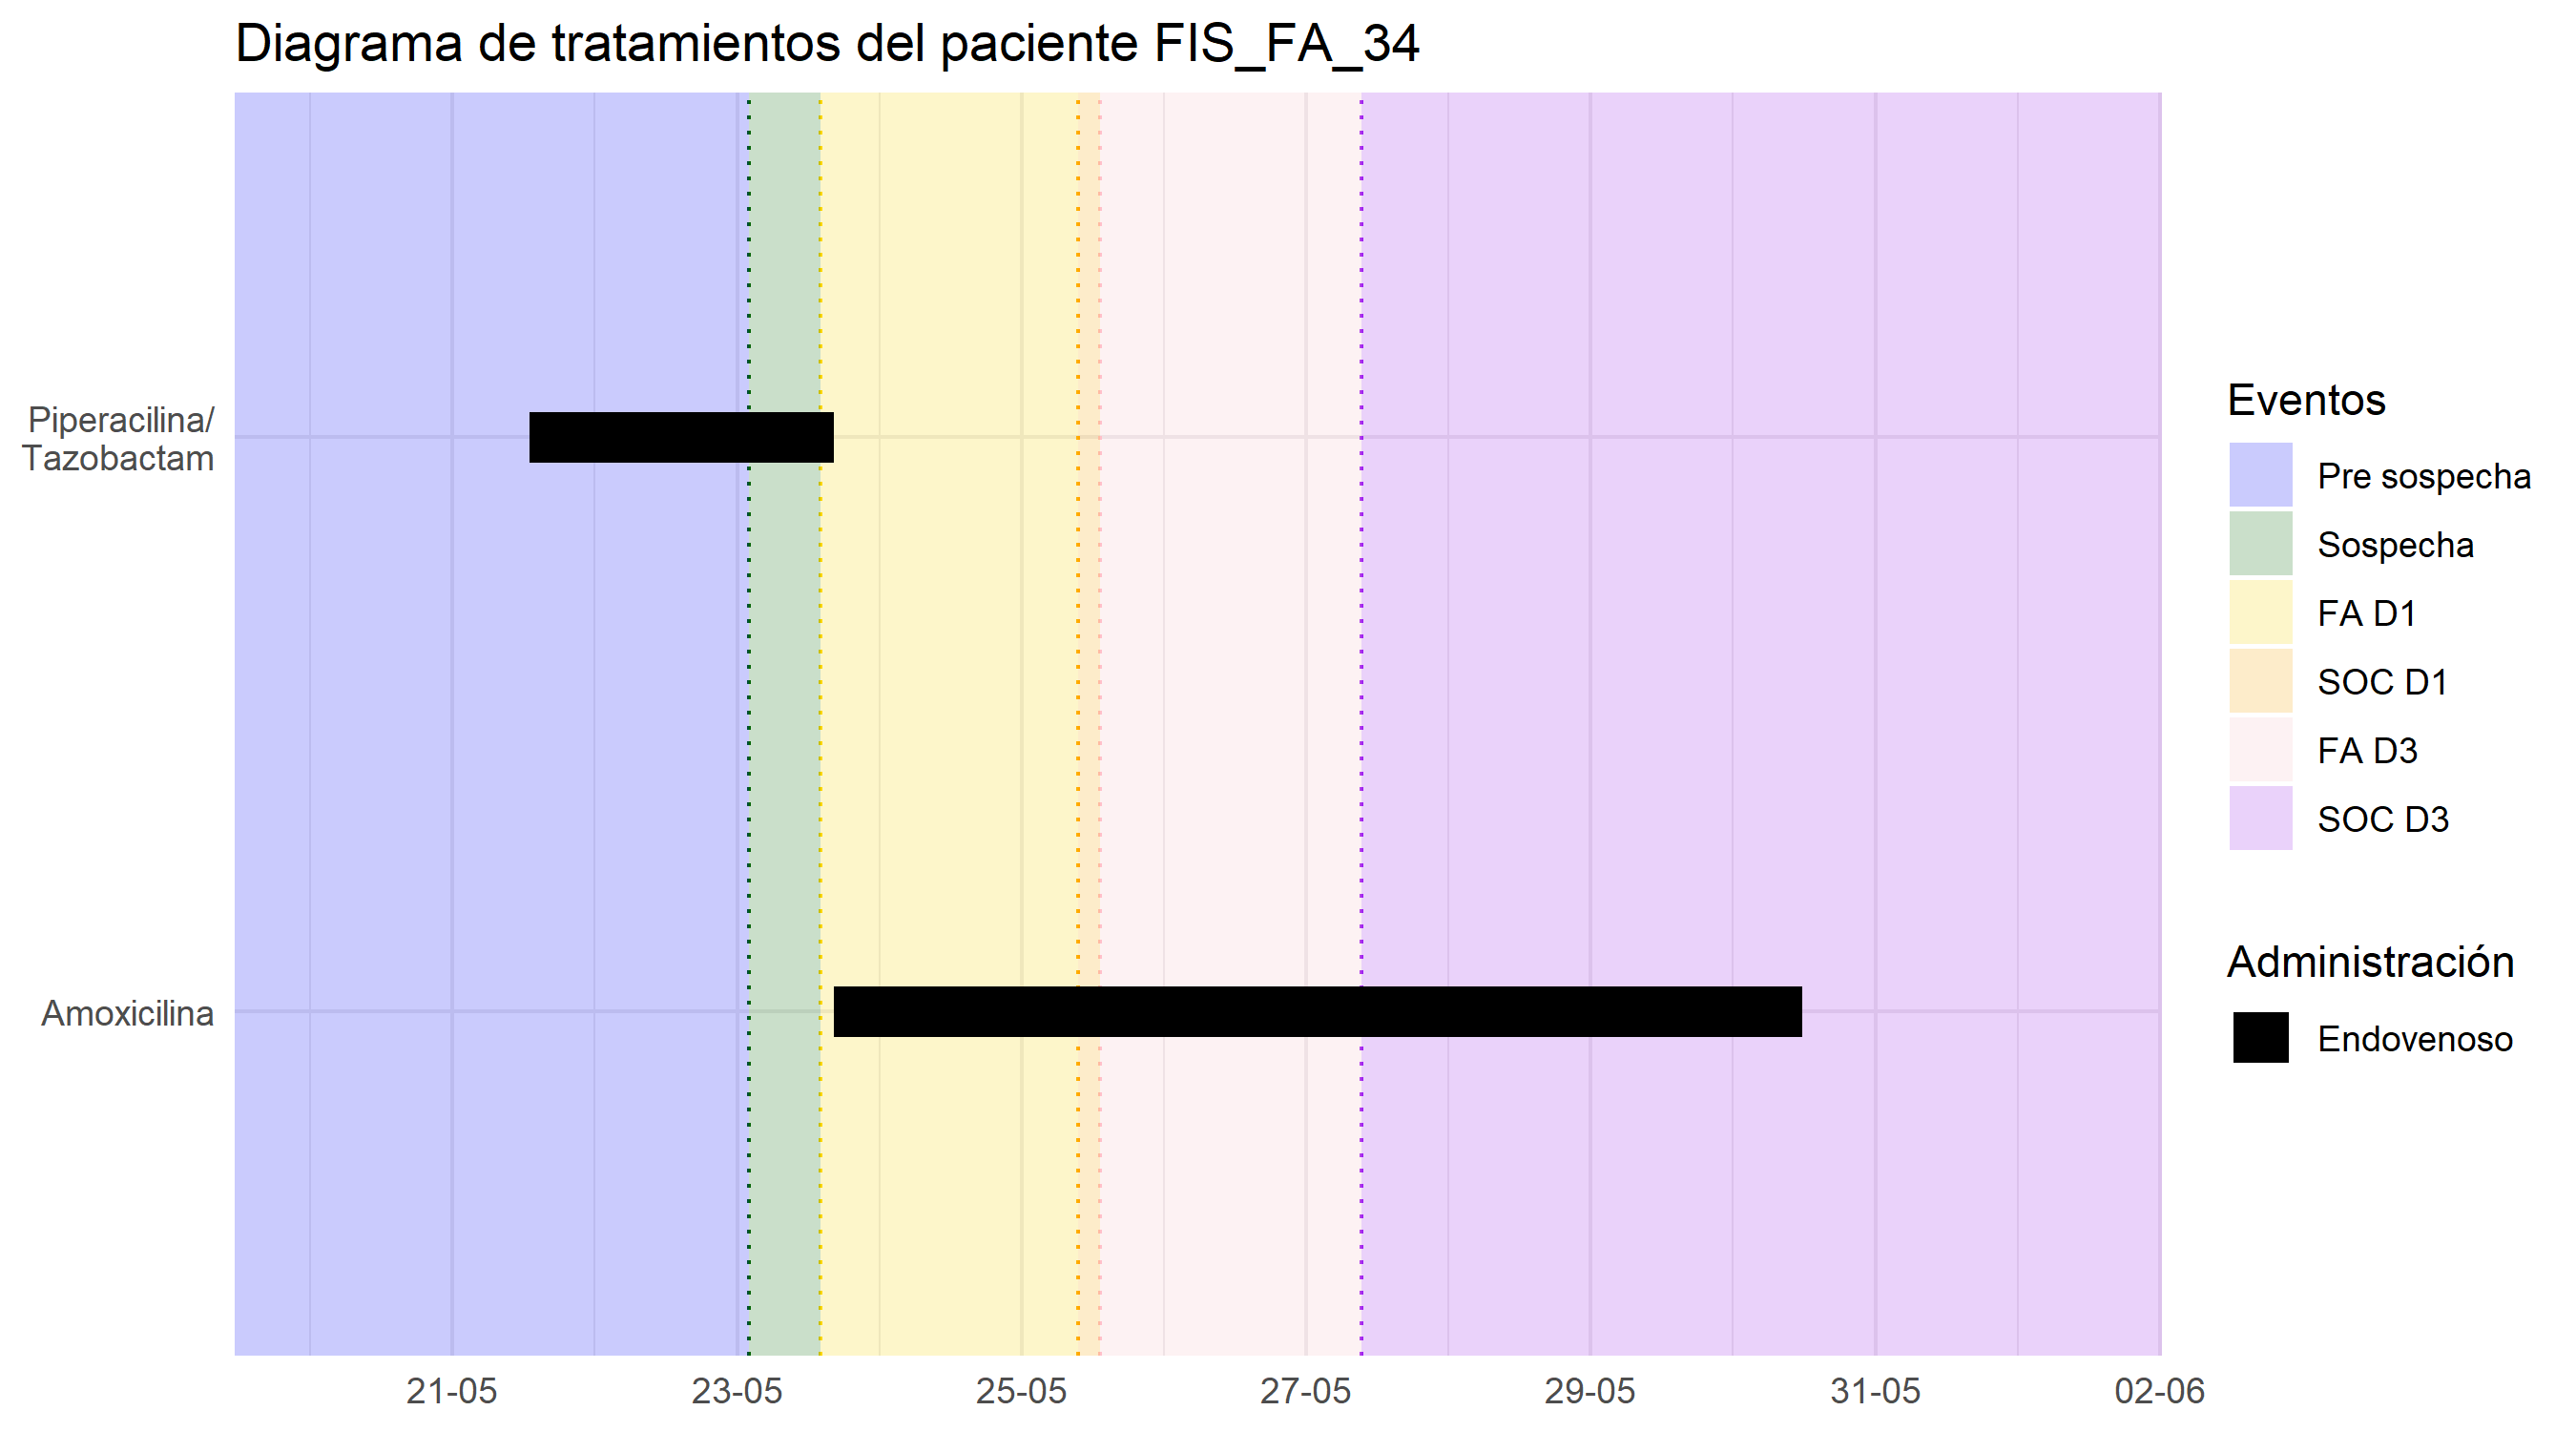 Diagrama de tratamientos del paciente FIS_FA_34
Piperacilina/
Tazobactam
Amoxicilina
21-05
23-05
25-05
27-05
29-05
31-05
02-06
Eventos
Pre sospecha
Sospecha
FA D1
SOC D1
FA D3
SOC D3
Administración
Endovenoso